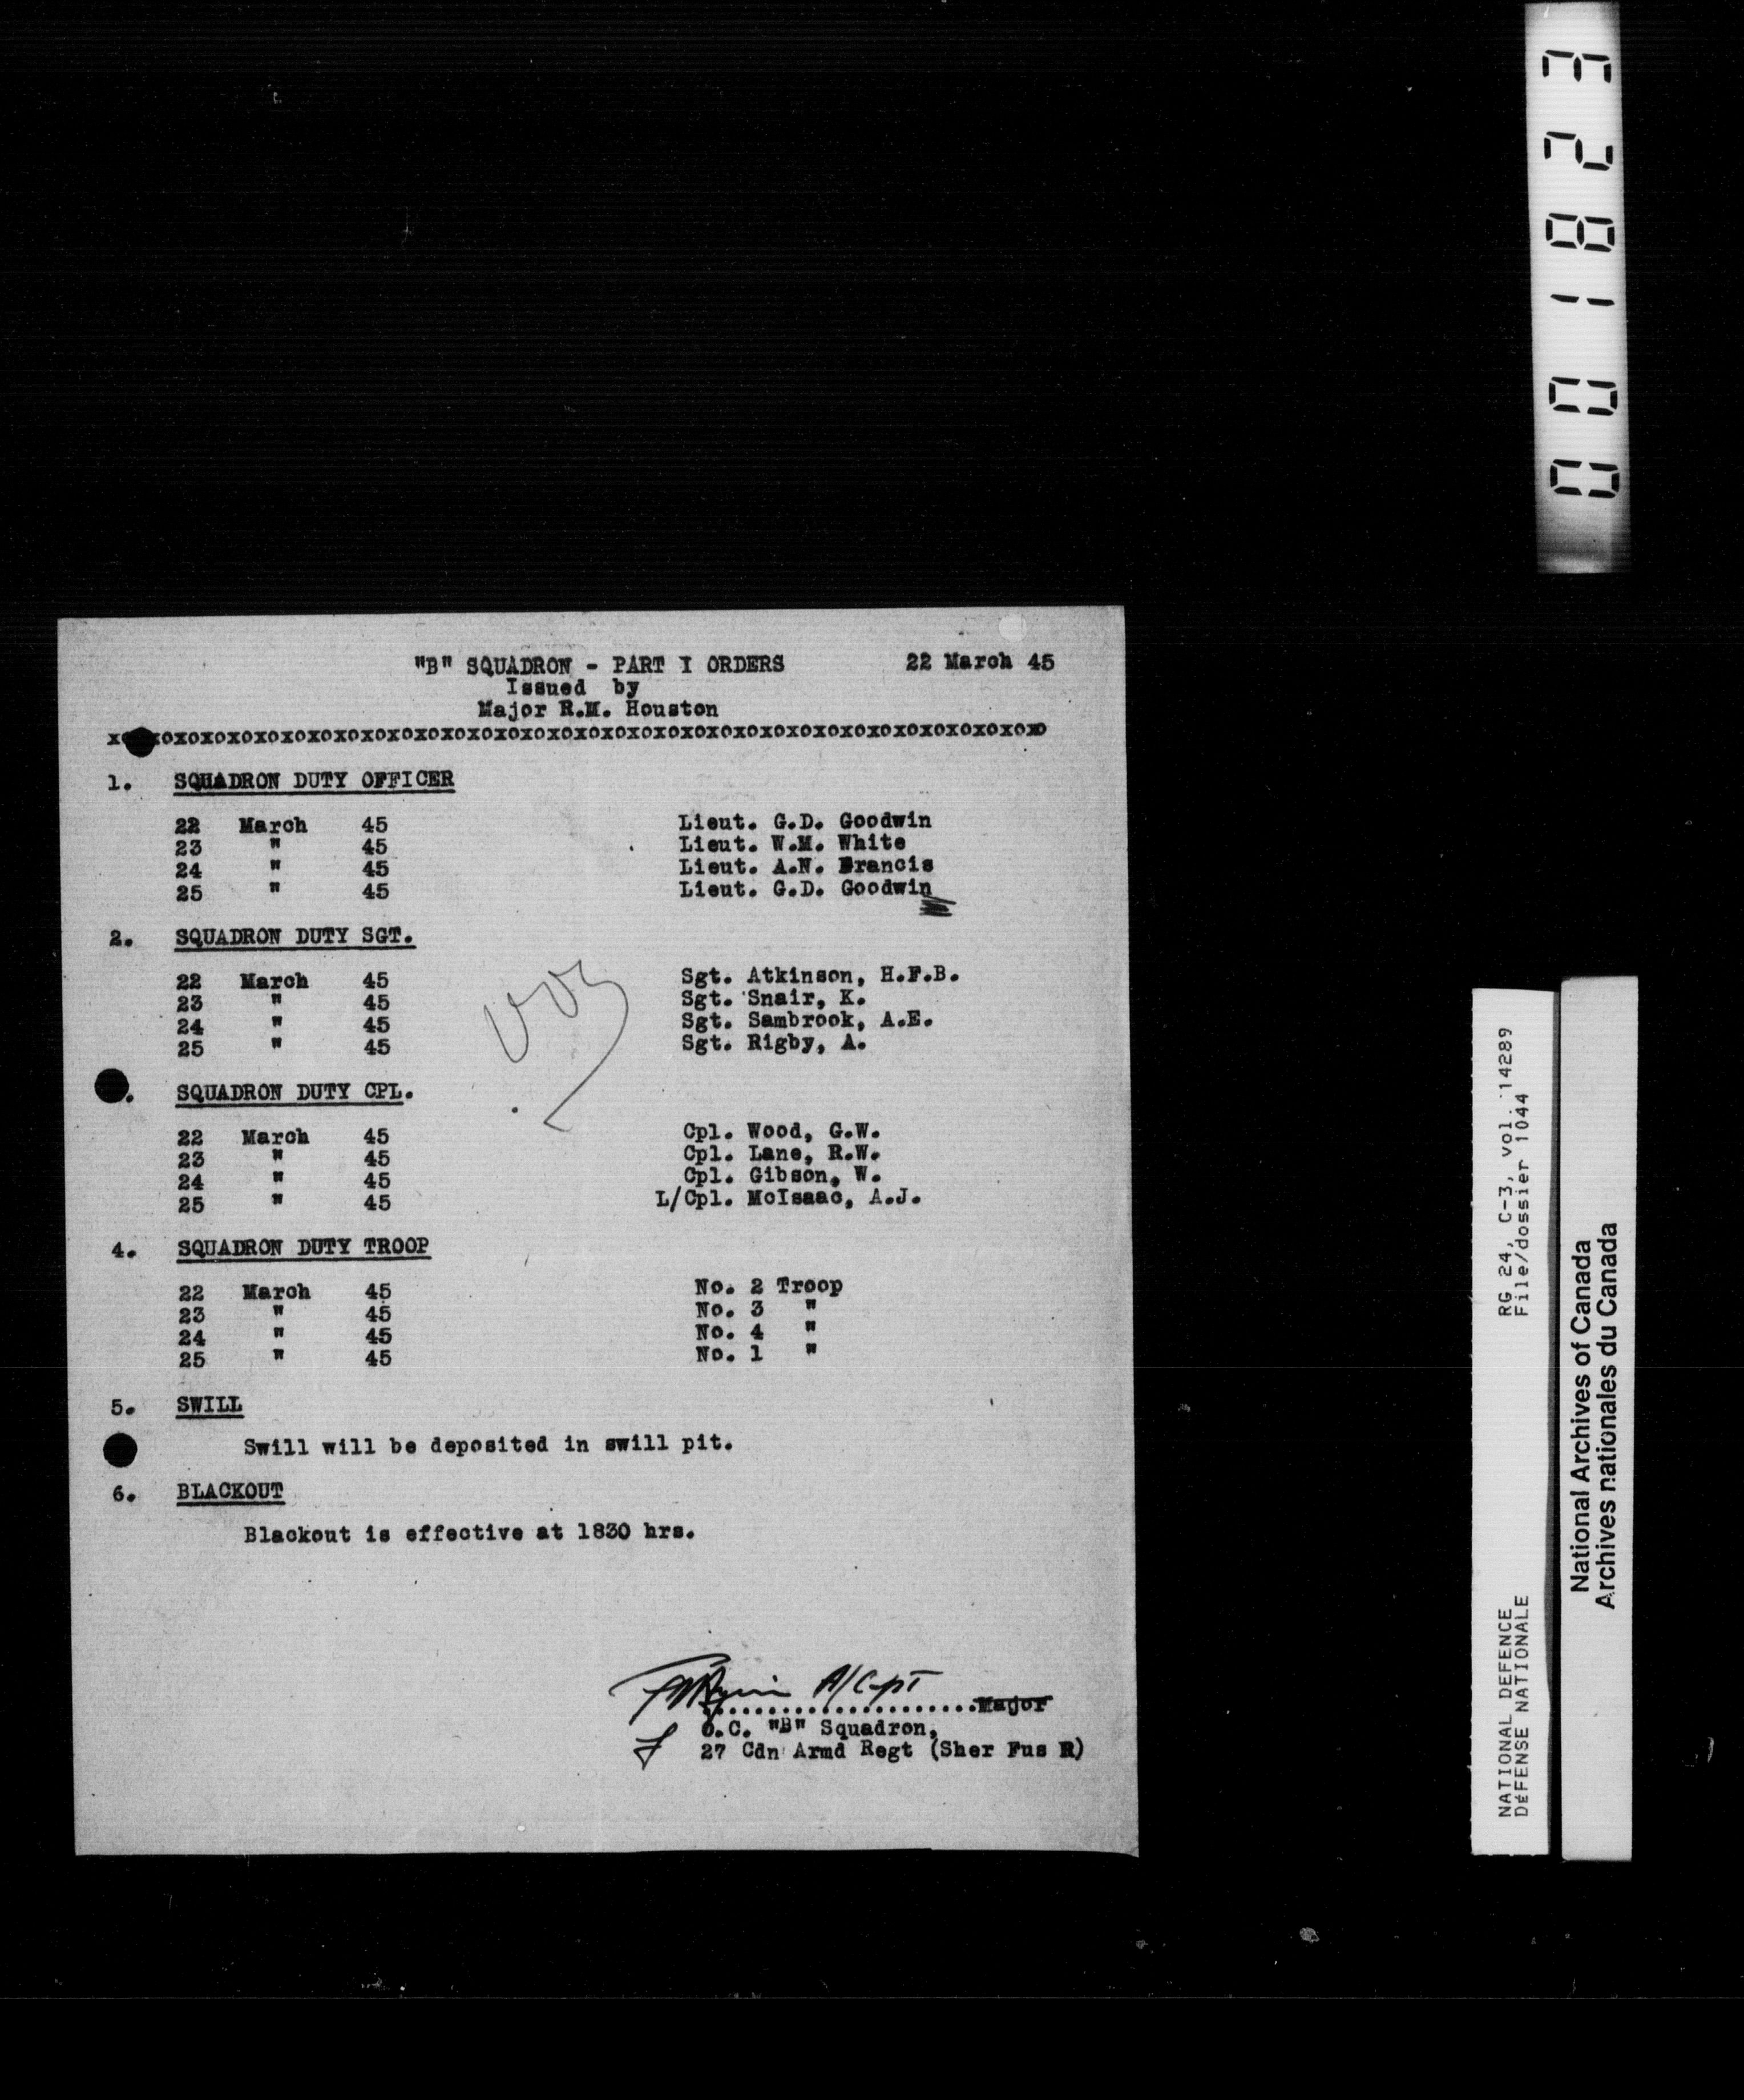 "B" SQUADRON - PART I ORDERS 22 March 45
Issued by
Major R.M. Houston
xoxoxoxoxoxoxoxoxoxoxoxoxoxoxoxoxoxoxoxoxoxoxoxoxoxoxoxoxoxoxoxoxoxoxo
1. SQUADRON DUTY OFFICER
22 March 45 Lieut. G.D. Goodwin
23 " 45 Lieut. W.M. White
24 " 45 Lieut. A.N. Francis
25 " 45 Lieut. G.D. Goodwin
2. SQUADRON DUTY SGT.
22 March 45 Sgt. Atkinson, H.F.B.
23 " 45 Sgt. Snair, K.
24 " 45 Sgt. Sambrook, A.E.
25 " 45 Sgt. Rigby, A.
. SQUADRON DUTY CPL.
22 March 45 Cpl. Wood, G.W.
23 " 45 Cpl. Lane, R.W.
24 " 45 Cpl. Gibson, W.
25 " 45 L/Cpl. McIsaac, A.J.
4. SQUADRON DUTY TROOP
22 March 45 No. 2 Troop
23 " 45 No. 3 "
24 " 45 No. 4 "
25 " 45 No. 1 "
5. SWILL
Swill will be deposited in swill pit.
6. BLACKOUT
Blackout is effective at 1830 hrs.
A/Capt
.....................Major
O.C. "B" Squadron,
27 Cdn Armd Regt (Sher Fus R)
001823
NATIONAL DEFENCE RG 24, C-3, vol. 14289
DÉFENSE NATIONALE File/dossier 1044
National Archives of Canada
Archives nationales du Canada